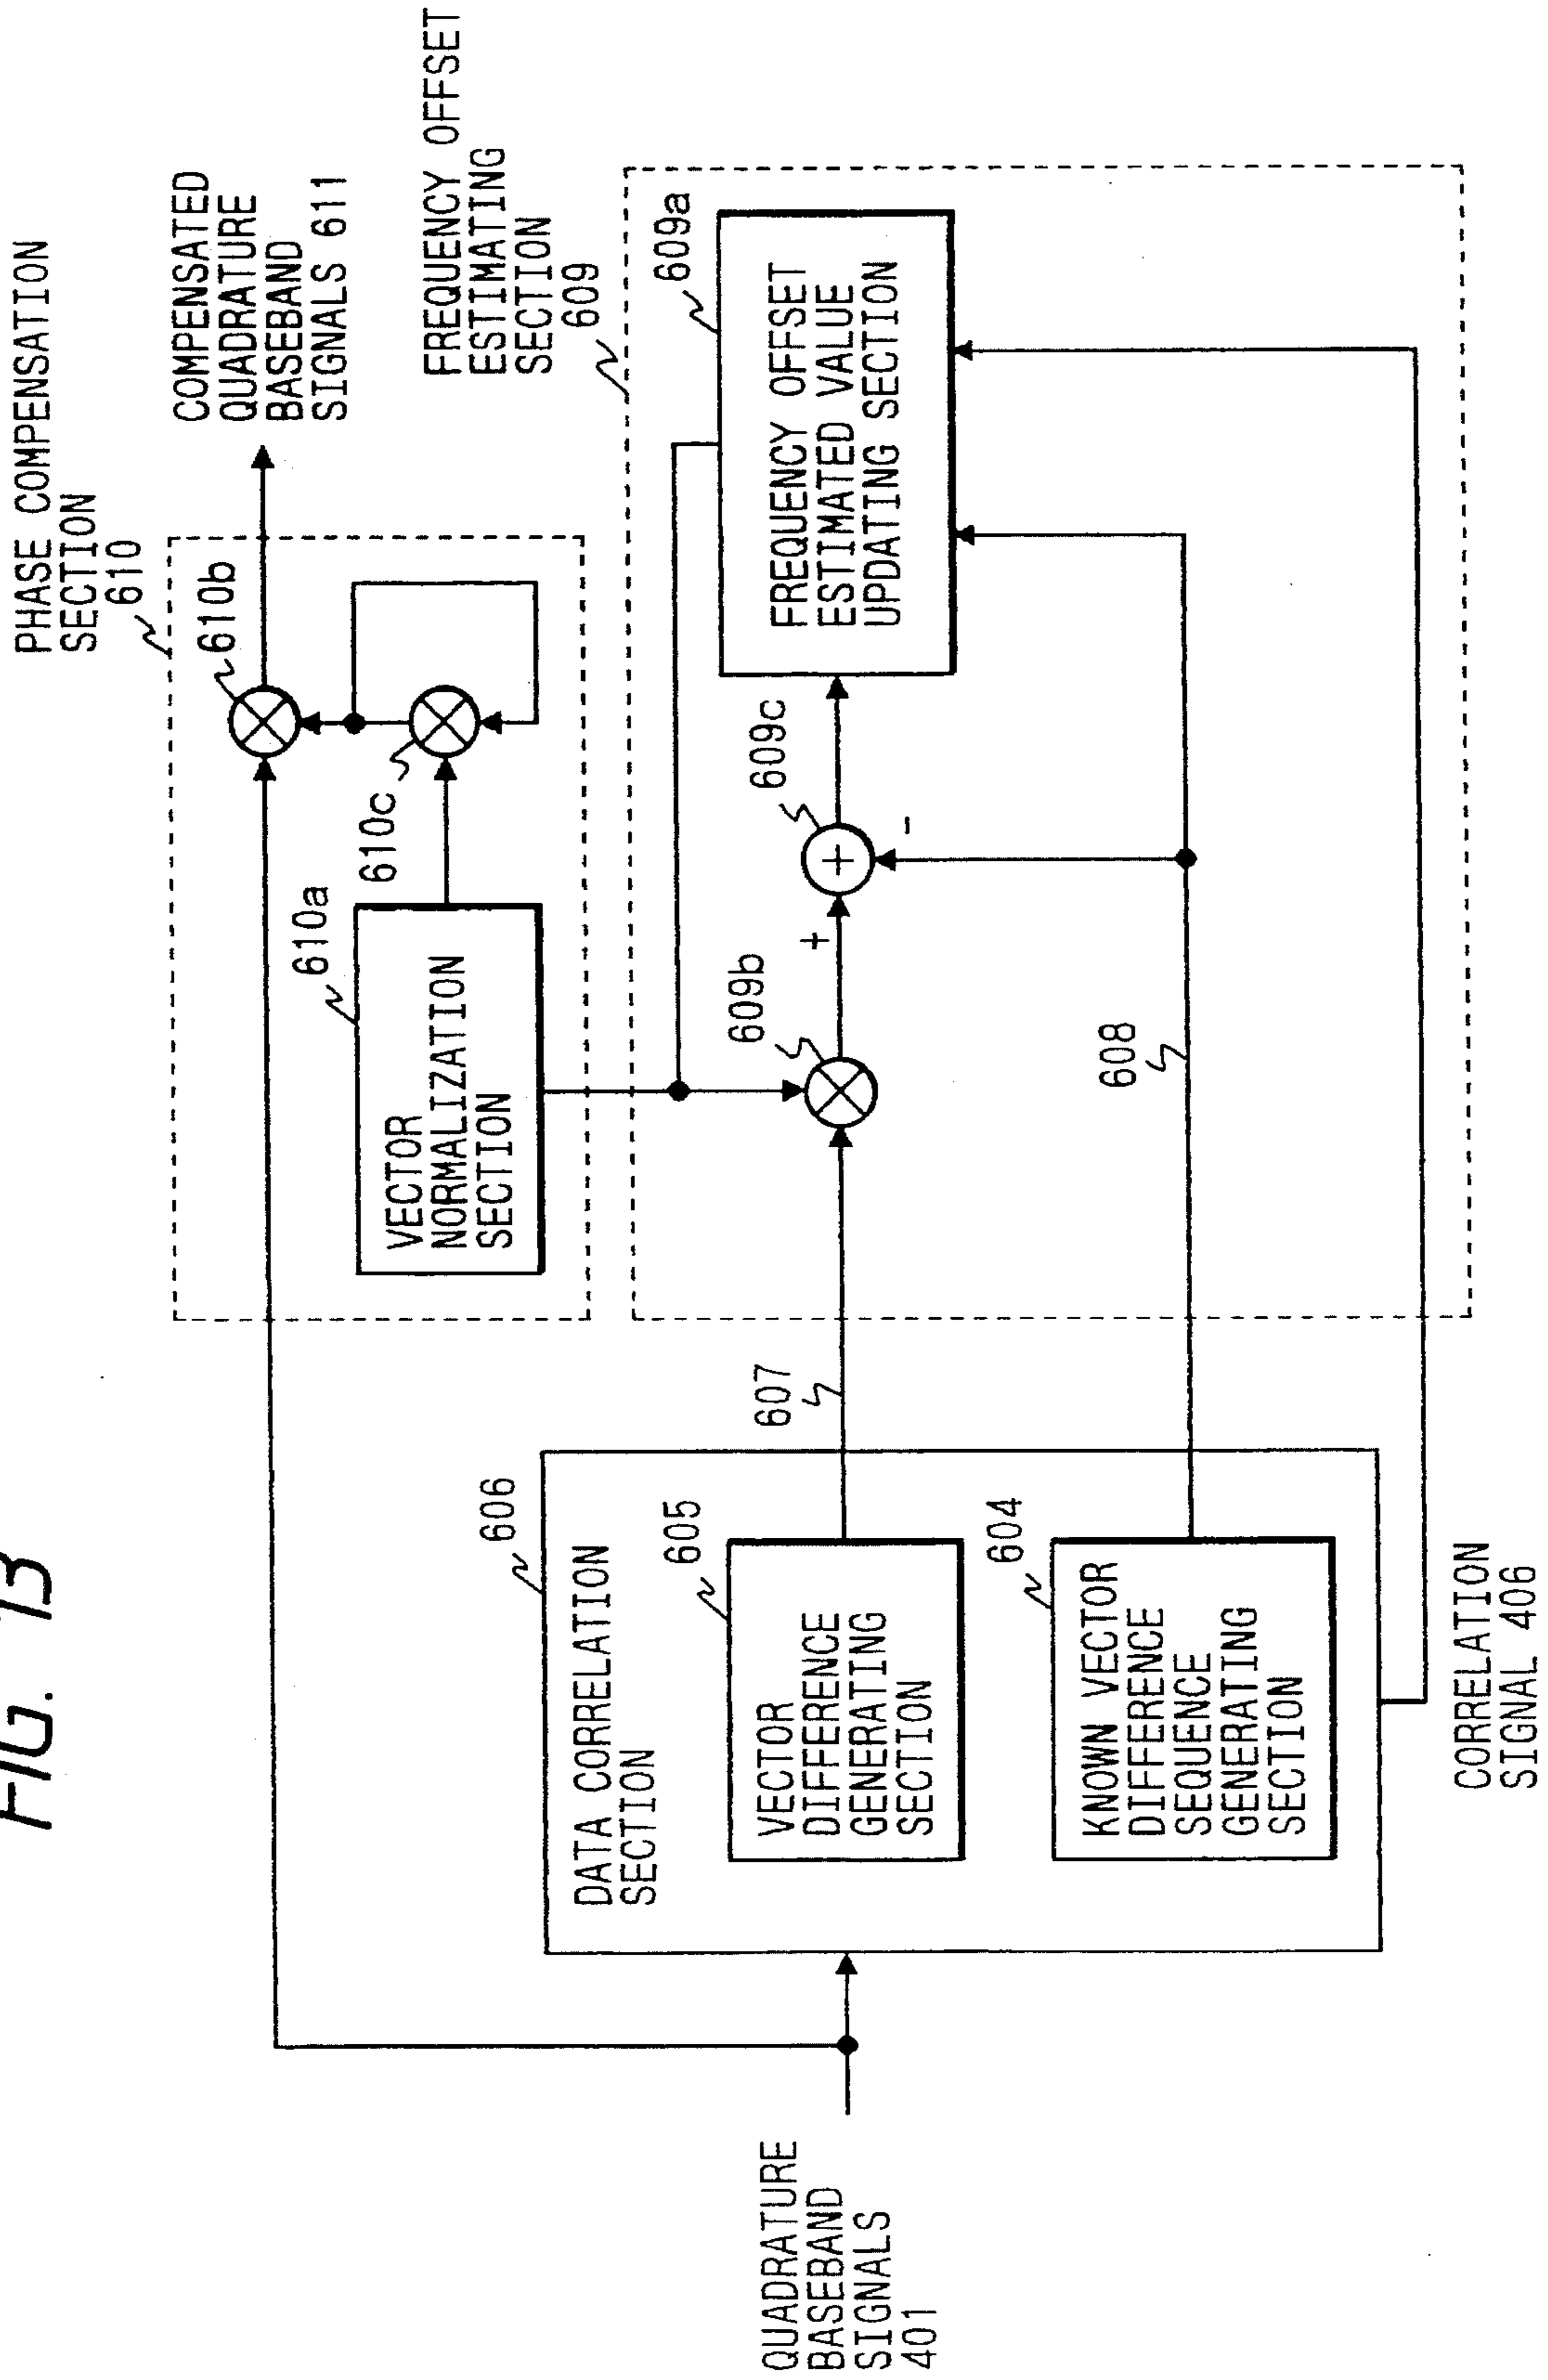 FIG. 13
PHASE COMPENSATION
SECTION
610
COMPENSATED
QUADRATURE
BASEBAND
SIGNALS 611
610b
610c
610a
VECTOR
NORMALIZATION
SECTION
FREQUENCY OFFSET
ESTIMATING
SECTION
609
609a
FREQUENCY OFFSET
ESTIMATED VALUE
UPDATING SECTION
609c
+
-
+
609b
607
608
606
DATA CORRELATION
SECTION
605
VECTOR
DIFFERENCE
GENERATING
SECTION
604
KNOWN VECTOR
DIFFERENCE
SEQUENCE
GENERATING
SECTION
QUADRATURE
BASEBAND
SIGNALS
401
CORRELATION
SIGNAL 406